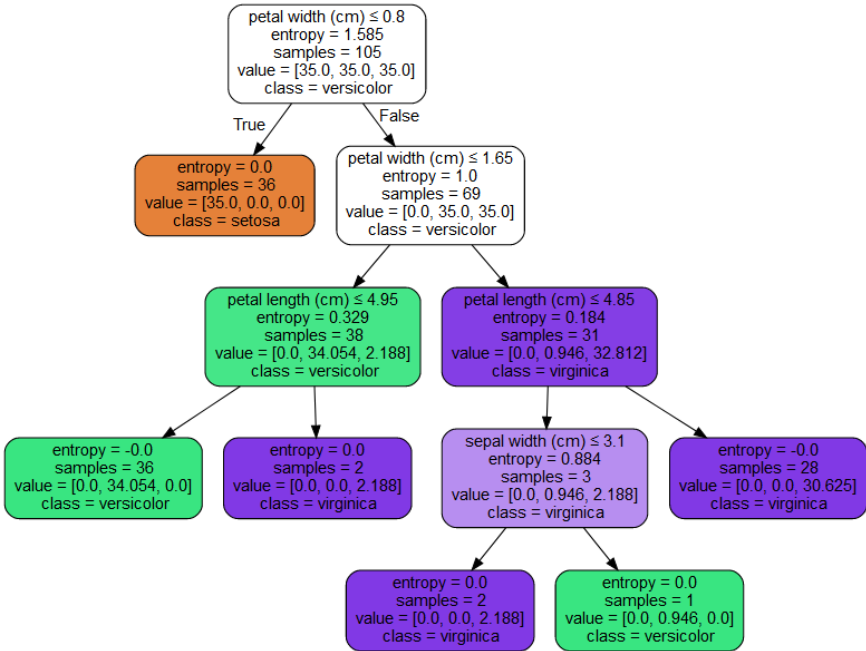 petal width (cm) ≤ 0.8
entropy = 1.585
samples = 105
value = [35.0, 35.0, 35.0]
class = versicolor
True
False
entropy = 0.0
samples = 36
value = [35.0, 0.0, 0.0]
class = setosa
petal width (cm) ≤ 1.65
entropy = 1.0
samples = 69
value = [0.0, 35.0, 35.0]
class = versicolor
petal length (cm) ≤ 4.95
entropy = 0.329
samples = 38
value = [0.0, 34.054, 2.188]
class = versicolor
petal length (cm) ≤ 4.85
entropy = 0.184
samples = 31
value = [0.0, 0.946, 32.812]
class = virginica
entropy = -0.0
samples = 36
value = [0.0, 34.054, 0.0]
class = versicolor
entropy = 0.0
samples = 2
value = [0.0, 0.0, 2.188]
class = virginica
sepal width (cm) ≤ 3.1
entropy = 0.884
samples = 3
value = [0.0, 0.946, 2.188]
class = virginica
entropy = -0.0
samples = 28
value = [0.0, 0.0, 30.625]
class = virginica
entropy = 0.0
samples = 2
value = [0.0, 0.0, 2.188]
class = virginica
entropy = 0.0
samples = 1
value = [0.0, 0.946, 0.0]
class = versicolor